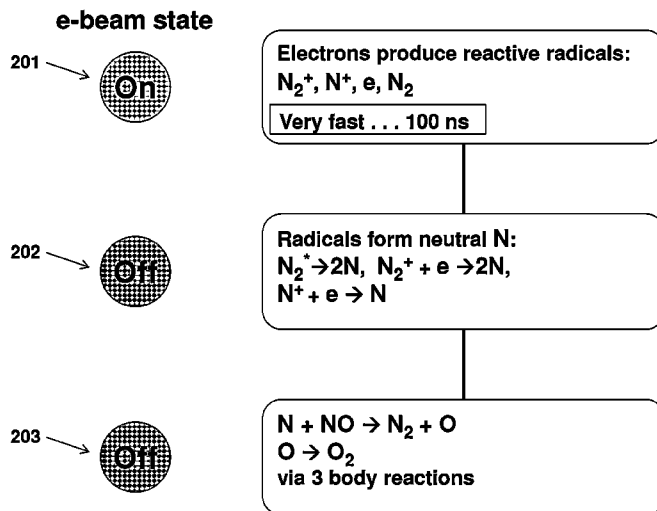 e-beam state
201
On
Electrons produce reactive radicals:
N₂⁺, N⁺, e, N₂
Very fast . . . 100 ns
202
Off
Radicals form neutral N:
N₂* → 2N, N₂⁺ + e → 2N,
N⁺ + e → N
203
Off
N + NO → N₂ + O
O → O₂
via 3 body reactions